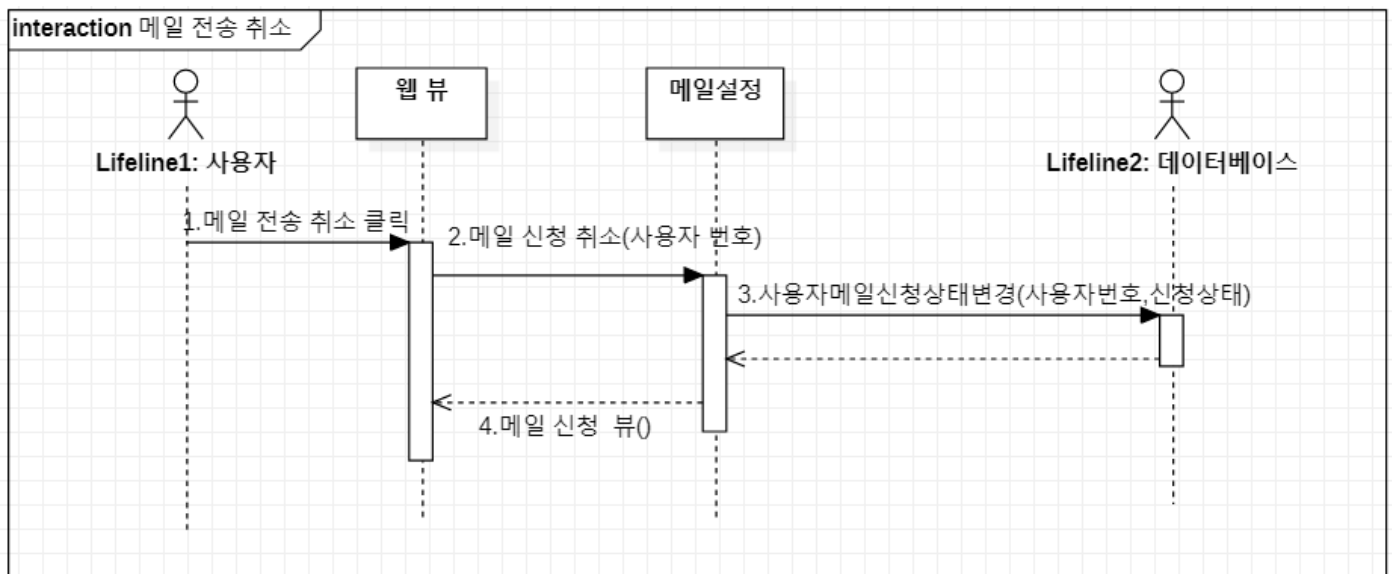 interaction 메일 전송 취소
웹 뷰
메일설정
Lifeline1: 사용자
Lifeline2: 데이터베이스
1.메일 전송 취소 클릭
2.메일 신청 취소(사용자 번호)
3.사용자메일신청상태변경(사용자번호,신청상태)
4.메일 신청 뷰()